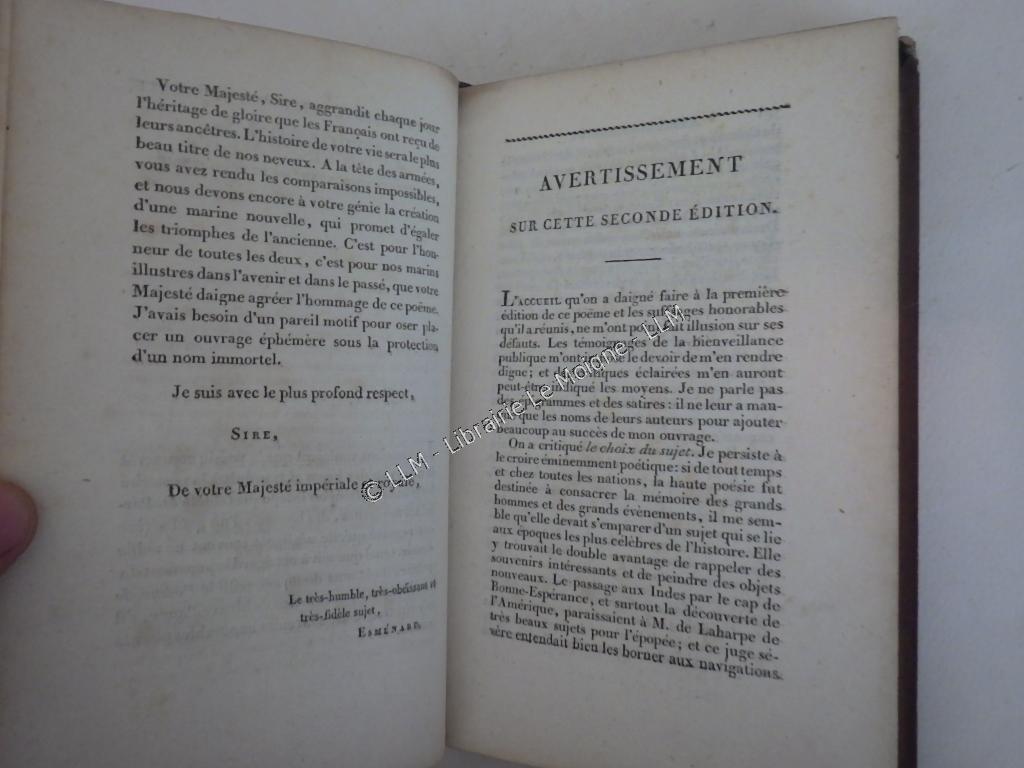 Votre Majesté, Sire, aggrandit chaque jour
l'héritage de gloire que les Français ont reçu de
leurs ancêtres. L'histoire de votre vie sera le plus
beau titre de nos neveux. A la tête des armées,
vous avez rendu les comparaisons impossibles,
et nous devons encore à votre génie la création
d'une marine nouvelle, qui promet d'égaler
les triomphes de l'ancienne. C'est pour l'hon-
neur de toutes les deux, c'est pour nos marins
illustres dans l'avenir et dans le passé, que votre
Majesté daigne agréer l'hommage de ce poëme.
J'avais besoin d'un pareil motif pour oser pla-
cer un ouvrage éphémère sous la protection
d'un nom immortel.
Je suis avec le plus profond respect,
SIRE,
De votre Majesté impériale et royale,
Le très-humble, très-obéissant et
très-fidèle sujet,
ESMÉNARD.
AVERTISSEMENT
SUR CETTE SECONDE ÉDITION.
L'ACCUEIL qu'on a daigné faire à la première
édition de ce poëme et les suffrages honorables
qu'il a réunis, ne m'ont point fait illusion sur ses
défauts. Les témoignages de la bienveillance
publique m'ont imposé le devoir de m'en rendre
digne; et des critiques éclairées m'en auront
peut-être indiqué les moyens. Je ne parle pas
des épigrammes et des satires: il ne leur a man-
qué que les noms de leurs auteurs pour ajouter
beaucoup au succès de mon ouvrage.
On a critiqué le choix du sujet. Je persiste à
le croire éminemment poétique: si de tout temps
et chez toutes les nations, la haute poésie fut
destinée à consacrer la mémoire des grands
hommes et des grands évènements, il me sem-
ble qu'elle devait s'emparer d'un sujet qui se lie
aux époques les plus célèbres de l'histoire. Elle
y trouvait le double avantage de rappeler des
souvenirs intéressants et de peindre des objets
nouveaux. Le passage aux Indes par le cap de
Bonne-Espérance, et surtout la découverte de
l'Amérique, paraissaient à M. de Laharpe de
très beaux sujets pour l'épopée; et ce juge sé-
vère entendait bien les borner aux navigations
© LLM - Librairie Le Molone - LLM